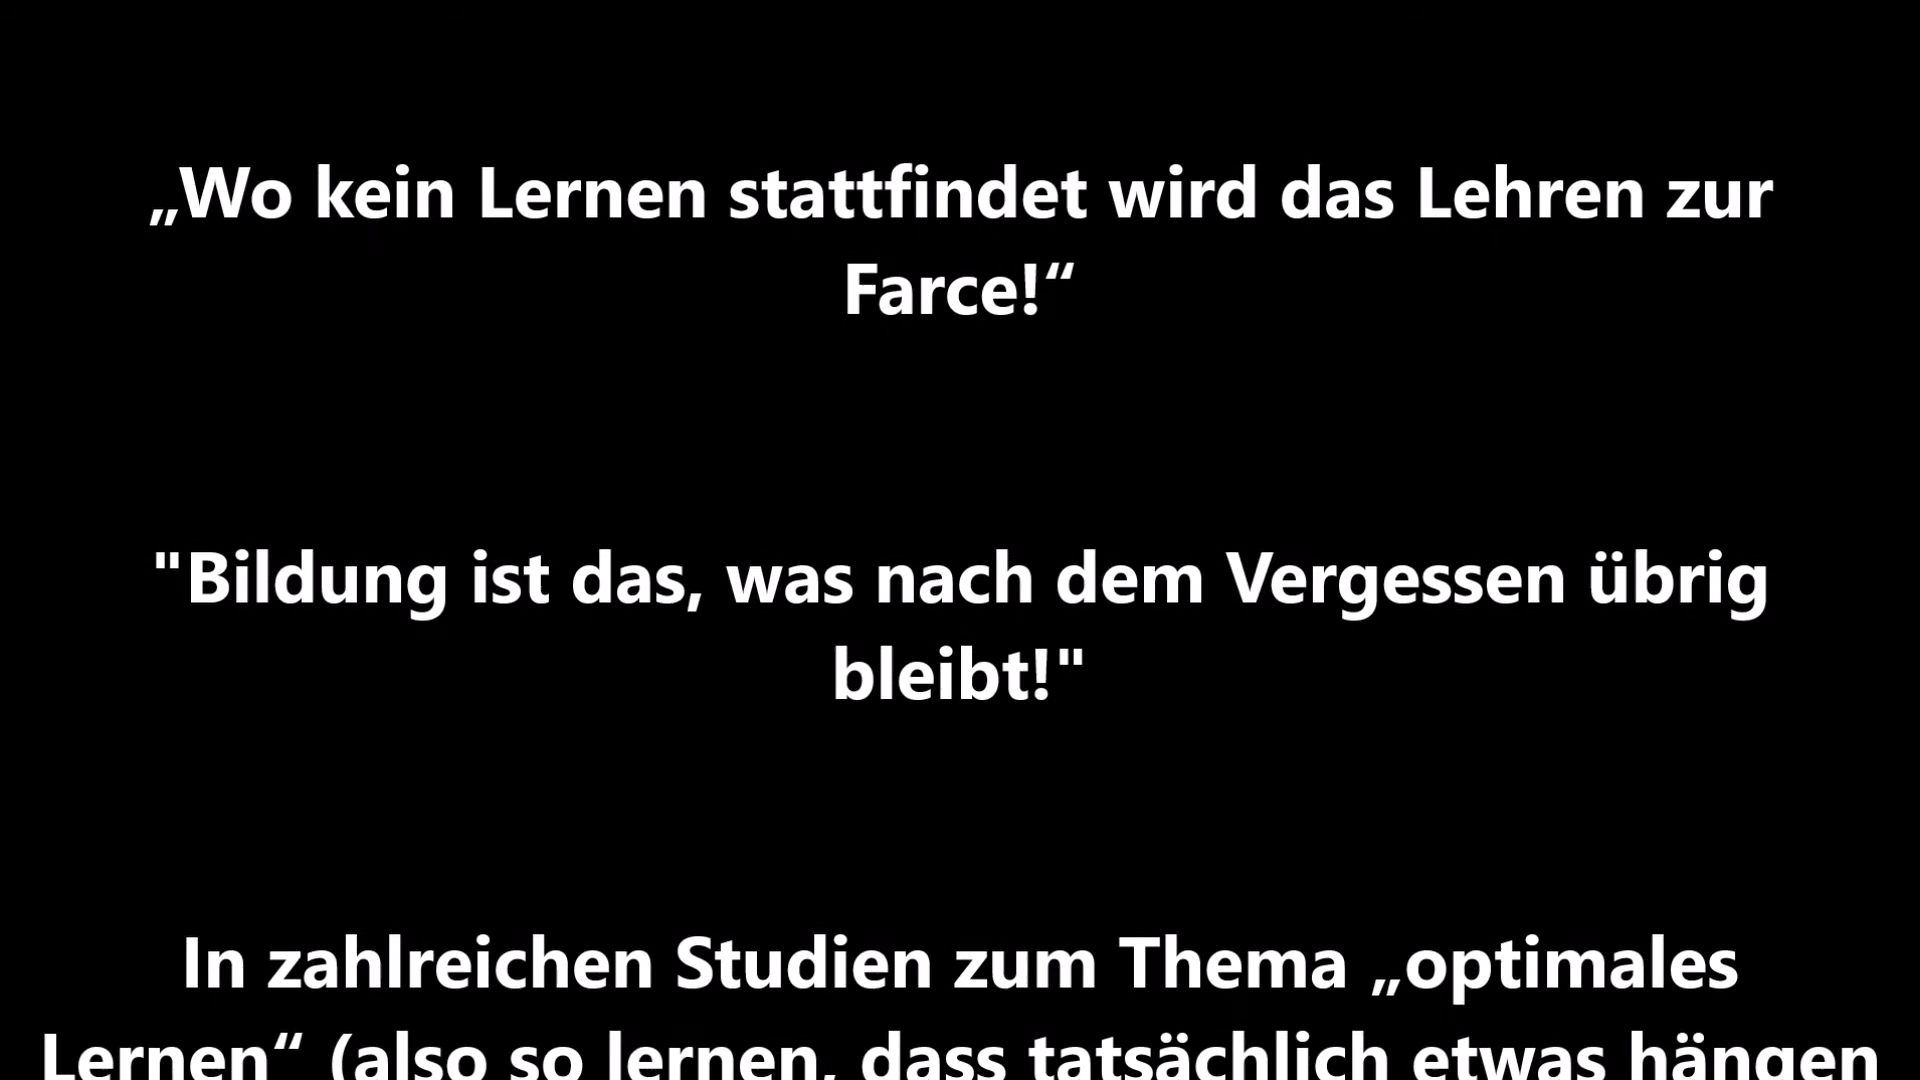 „Wo kein Lernen stattfindet wird das Lehren zur
Farce!“
"Bildung ist das, was nach dem Vergessen übrig
bleibt!"
In zahlreichen Studien zum Thema „optimales
Lernen“ (also so lernen, dass tatsächlich etwas hängen